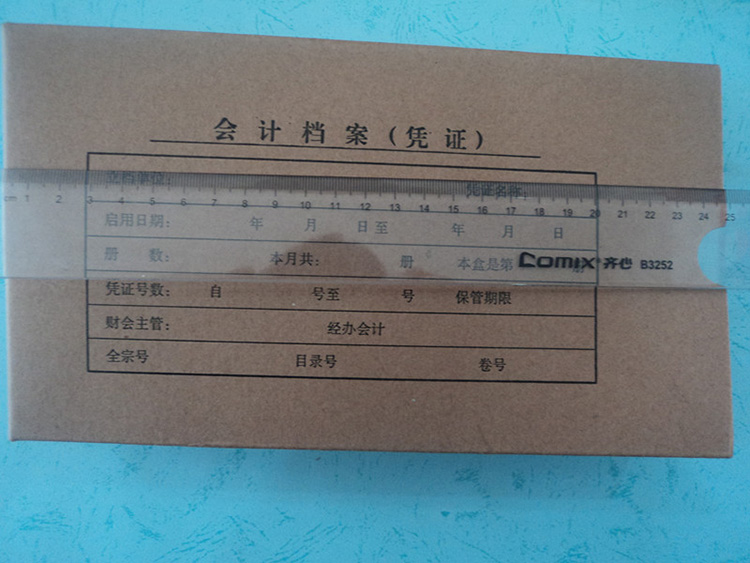 会计档案(凭证)
立档单位: 凭证名称:
cm 1 2 3 4 5 6 7 8 9 10 11 12 13 14 15 16 17 18 19 20 21 22 23 24 25
启用日期: 年 月 日至 年 月 日
册 数: 本月共: 册 本盒是第 册
Comix 齐心 B3252
凭证号数: 自 号至 号 保管期限
财会主管: 经办会计
全宗号 目录号 卷号